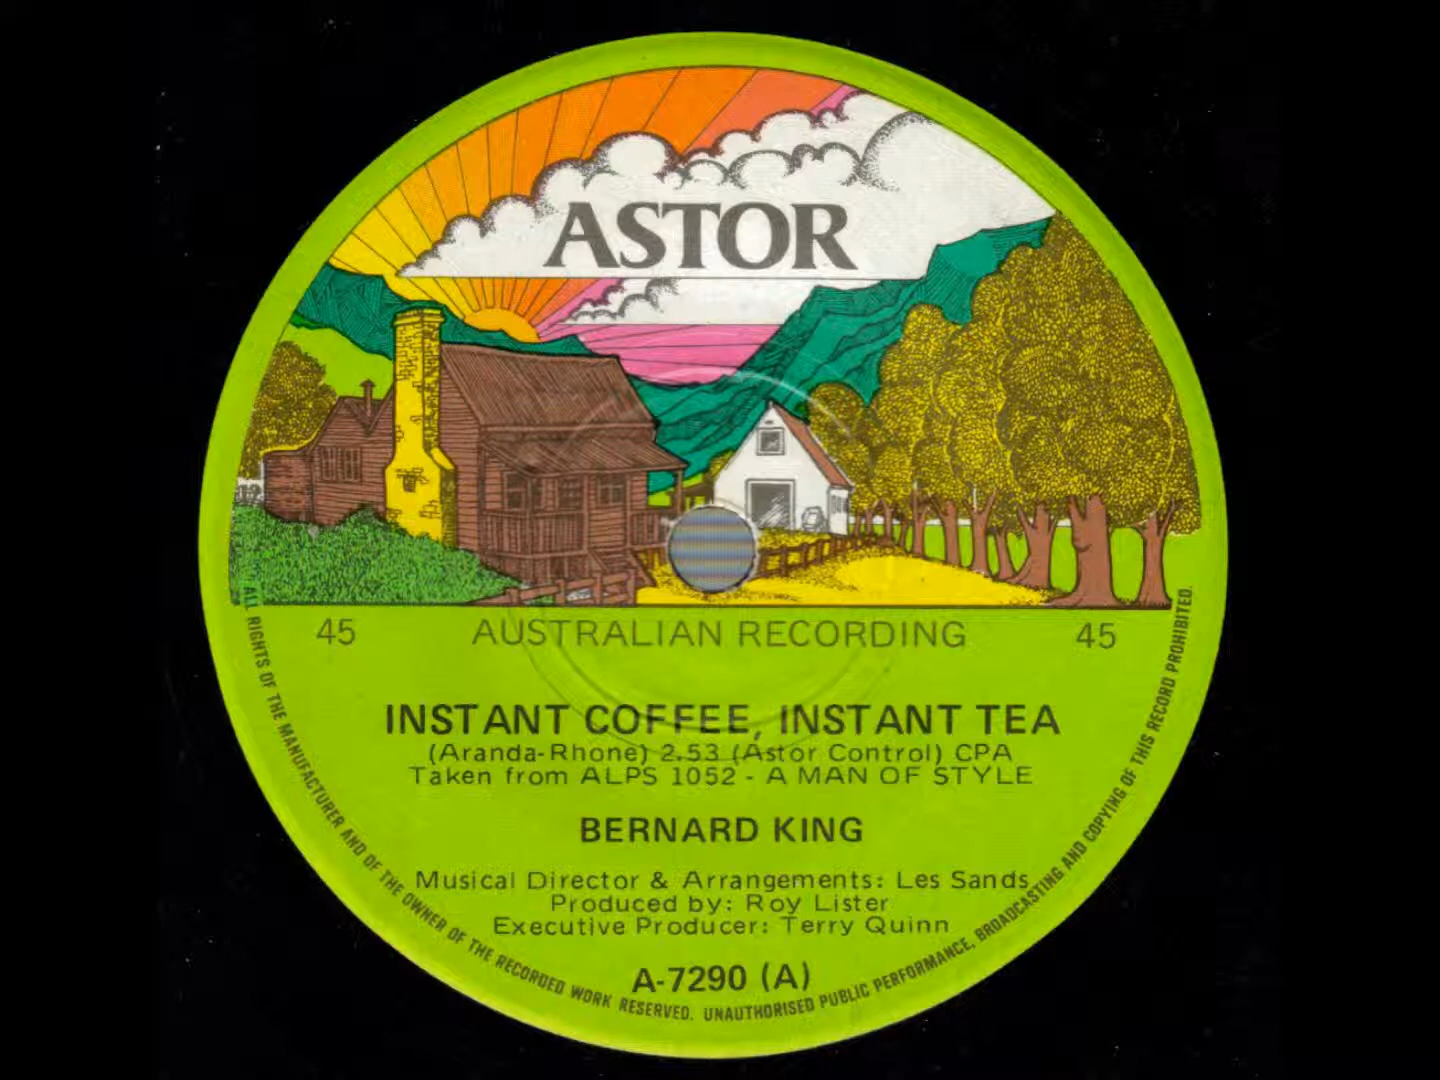 ASTOR
45 AUSTRALIAN RECORDING 45
INSTANT COFFEE, INSTANT TEA
(Aranda-Rhone) 2.53 (Astor Control) CPA
Taken from ALPS 1052 - A MAN OF STYLE
BERNARD KING
Musical Director & Arrangements: Les Sands
Produced by: Roy Lister
Executive Producer: Terry Quinn
A-7290 (A)
ALL RIGHTS OF THE MANUFACTURER AND OF THE OWNER OF THE RECORDED WORK RESERVED. UNAUTHORISED PUBLIC PERFORMANCE, BROADCASTING AND COPYING OF THIS RECORD PROHIBITED.